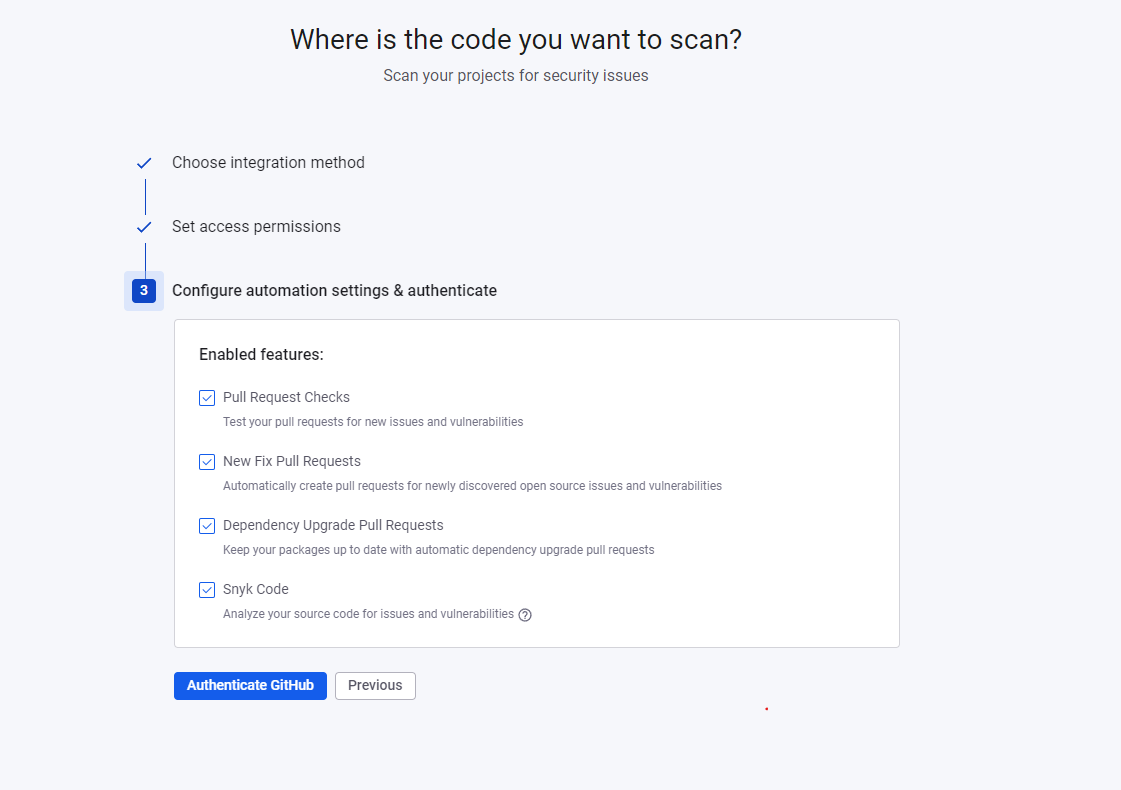 Where is the code you want to scan?
Scan your projects for security issues
Choose integration method
Set access permissions
3 Configure automation settings & authenticate
Enabled features:
Pull Request Checks
Test your pull requests for new issues and vulnerabilities
New Fix Pull Requests
Automatically create pull requests for newly discovered open source issues and vulnerabilities
Dependency Upgrade Pull Requests
Keep your packages up to date with automatic dependency upgrade pull requests
Snyk Code
Analyze your source code for issues and vulnerabilities ?
Authenticate GitHub Previous